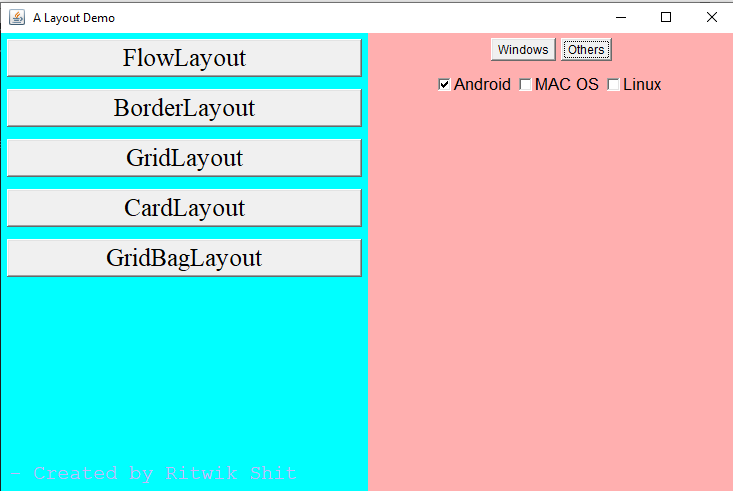 A Layout Demo
FlowLayout
BorderLayout
GridLayout
CardLayout
GridBagLayout
- Created by Ritwik Shit
Windows Others
Android MAC OS Linux